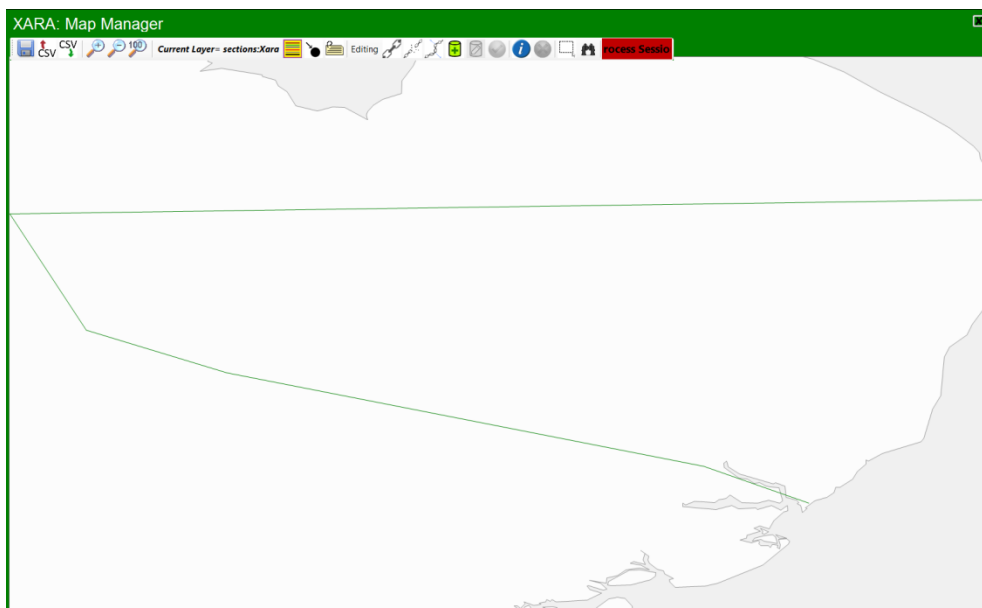 XARA: Map Manager
CSV CSV 100 Current Layer= sections:Xara Editing rocess Sessio